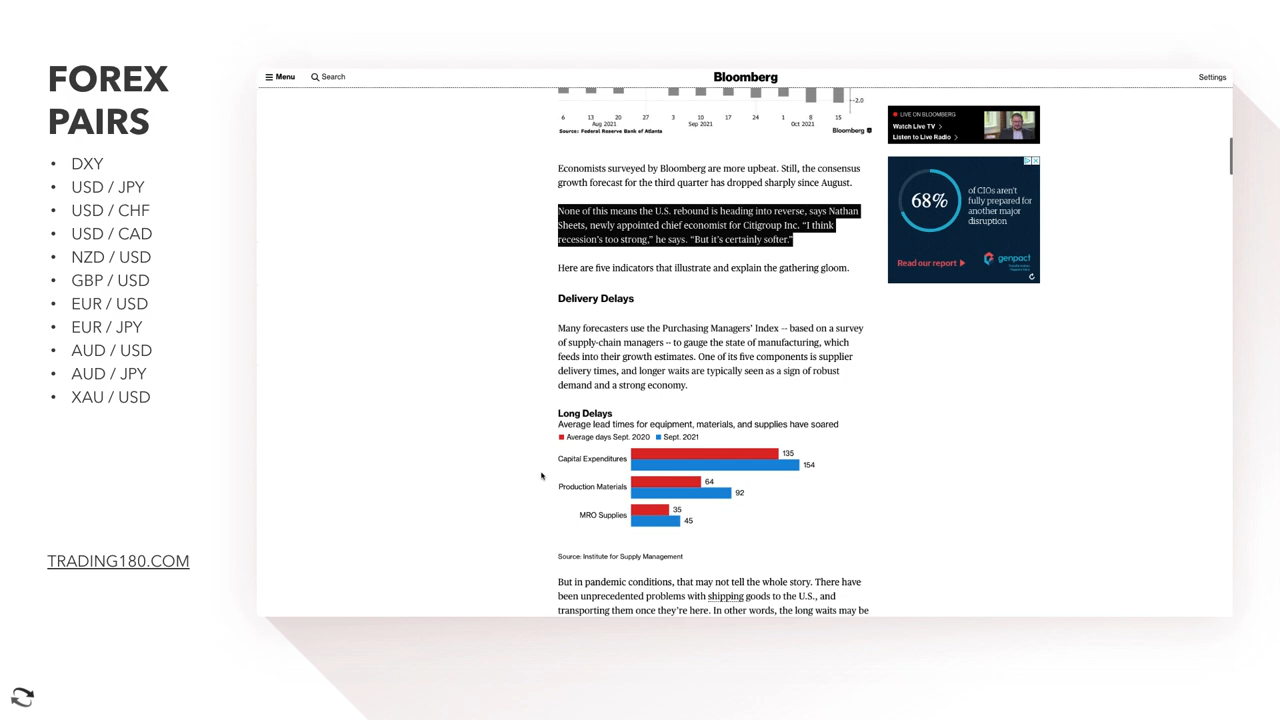 FOREX
PAIRS
• DXY
• USD / JPY
• USD / CHF
• USD / CAD
• NZD / USD
• GBP / USD
• EUR / USD
• EUR / JPY
• AUD / USD
• AUD / JPY
• XAU / USD
TRADING180.COM
Menu Search Bloomberg Settings
-2.0
6 13 20 27 3 10 17 24 1 8 15
Aug 2021 Sep 2021 Oct 2021
Source: Federal Reserve Bank of Atlanta Bloomberg
Economists surveyed by Bloomberg are more upbeat. Still, the consensus
growth forecast for the third quarter has dropped sharply since August.
None of this means the U.S. rebound is heading into reverse, says Nathan
Sheets, newly appointed chief economist for Citigroup Inc. “I think
recession’s too strong,” he says. “But it’s certainly softer.”
Here are five indicators that illustrate and explain the gathering gloom.
Delivery Delays
Many forecasters use the Purchasing Managers’ Index -- based on a survey
of supply-chain managers -- to gauge the state of manufacturing, which
feeds into their growth estimates. One of its five components is supplier
delivery times, and longer waits are typically seen as a sign of robust
demand and a strong economy.
Long Delays
Average lead times for equipment, materials, and supplies have soared
Average days Sept. 2020 Sept. 2021
Capital Expenditures 135
154
Production Materials 64
92
MRO Supplies 35
45
Source: Institute for Supply Management
But in pandemic conditions, that may not tell the whole story. There have
been unprecedented problems with shipping goods to the U.S., and
transporting them once they’re here. In other words, the long waits may be
LIVE ON BLOOMBERG
Watch Live TV >
Listen to Live Radio >
68%
of CIOs aren’t
fully prepared for
another major
disruption
Read our report
genpact